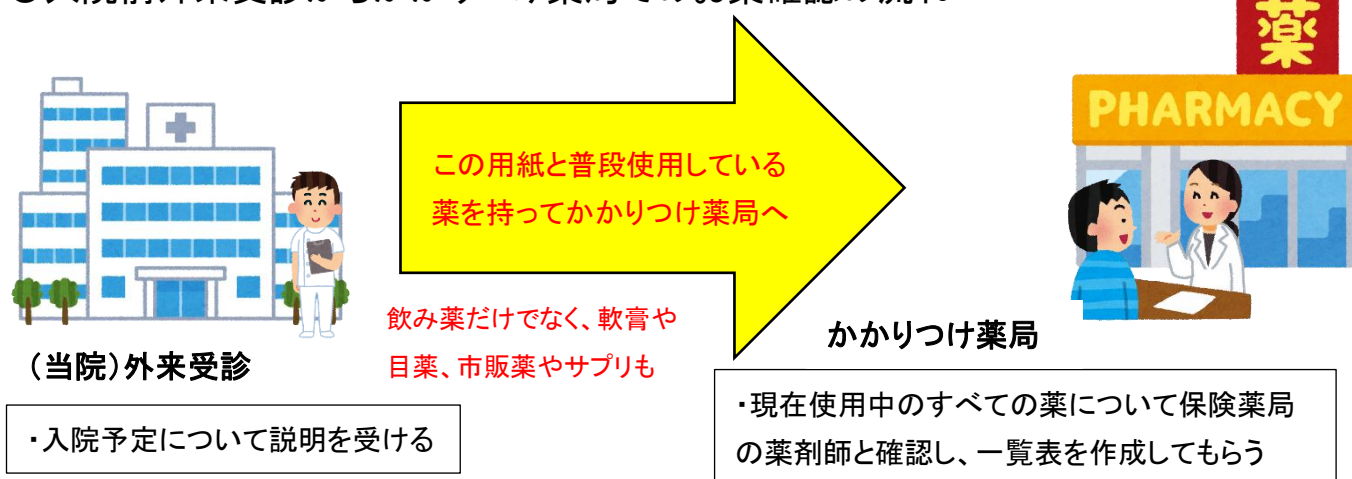 この用紙と普段使用している
薬を持ってかかりつけ薬局へ
飲み薬だけでなく、軟膏や
目薬、市販薬やサプリも
(当院)外来受診
・入院予定について説明を受ける
薬
PHARMACY
かかりつけ薬局
・現在使用中のすべての薬について保険薬局
の薬剤師と確認し、一覧表を作成してもらう